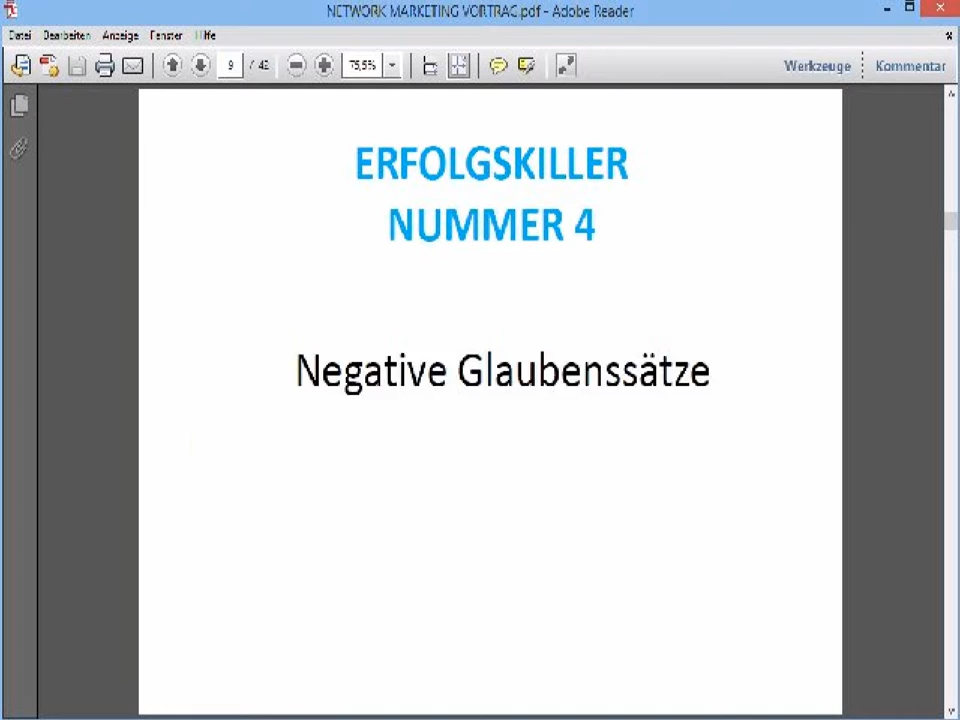 NETWORK MARKETING VORTRAG.pdf - Adobe Reader
Datei Bearbeiten Anzeige Fenster Hilfe
9 / 42 75,5% Werkzeuge Kommentar
ERFOLGSKILLER
NUMMER 4
Negative Glaubenssätze